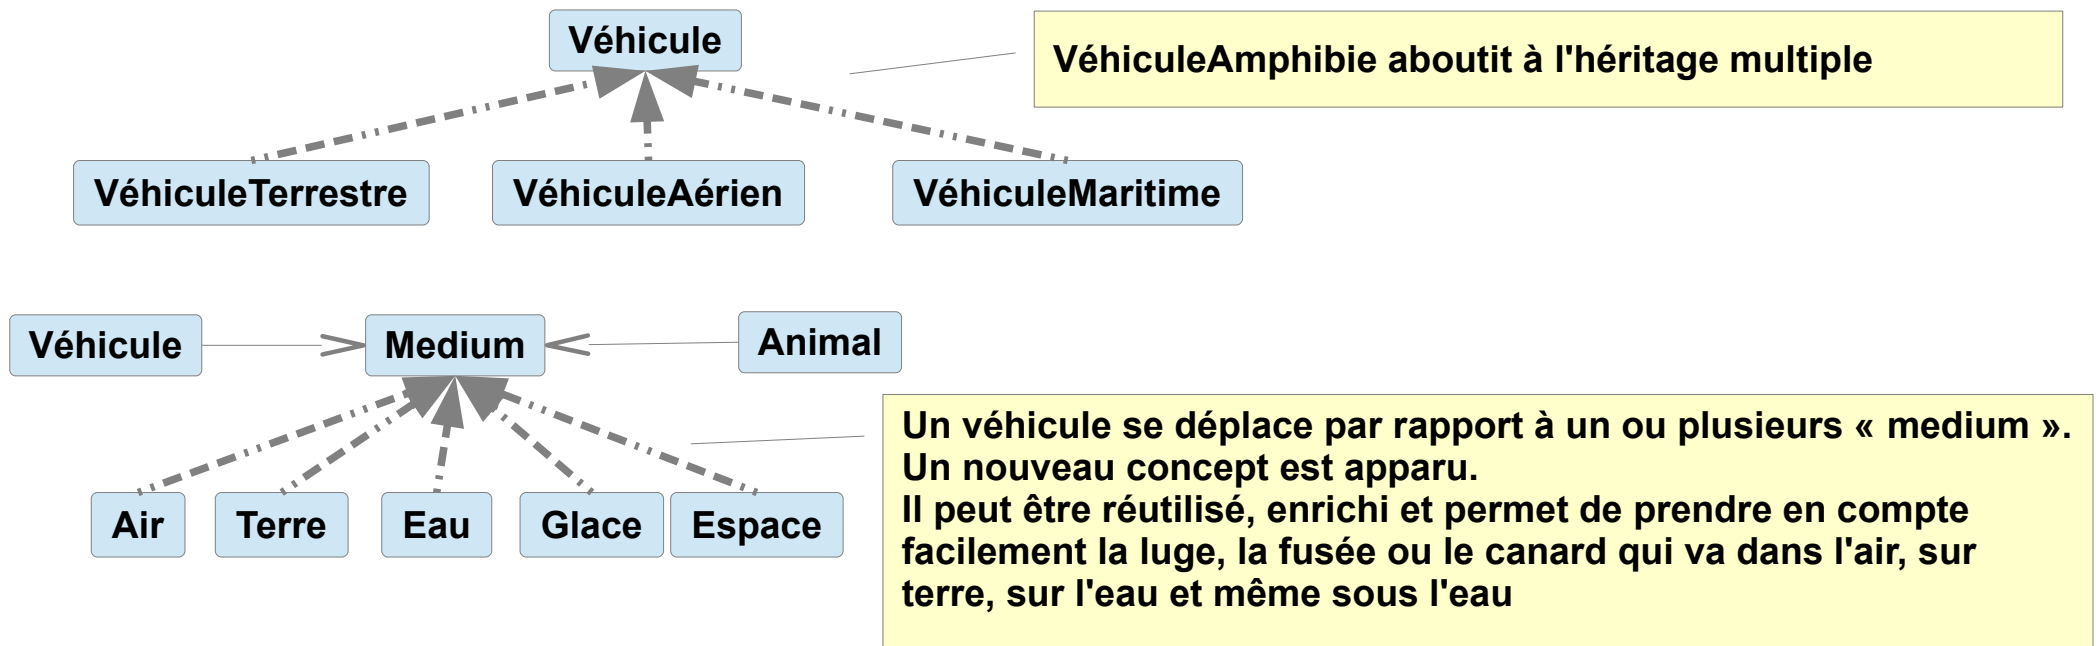 Véhicule
VéhiculeAmphibie aboutit à l'héritage multiple
VéhiculeTerrestre
VéhiculeAérien
VéhiculeMaritime
Véhicule
Medium
Animal
Un véhicule se déplace par rapport à un ou plusieurs « medium ».
Un nouveau concept est apparu.
Il peut être réutilisé, enrichi et permet de prendre en compte
facilement la luge, la fusée ou le canard qui va dans l'air, sur
terre, sur l'eau et même sous l'eau
Air
Terre
Eau
Glace
Espace